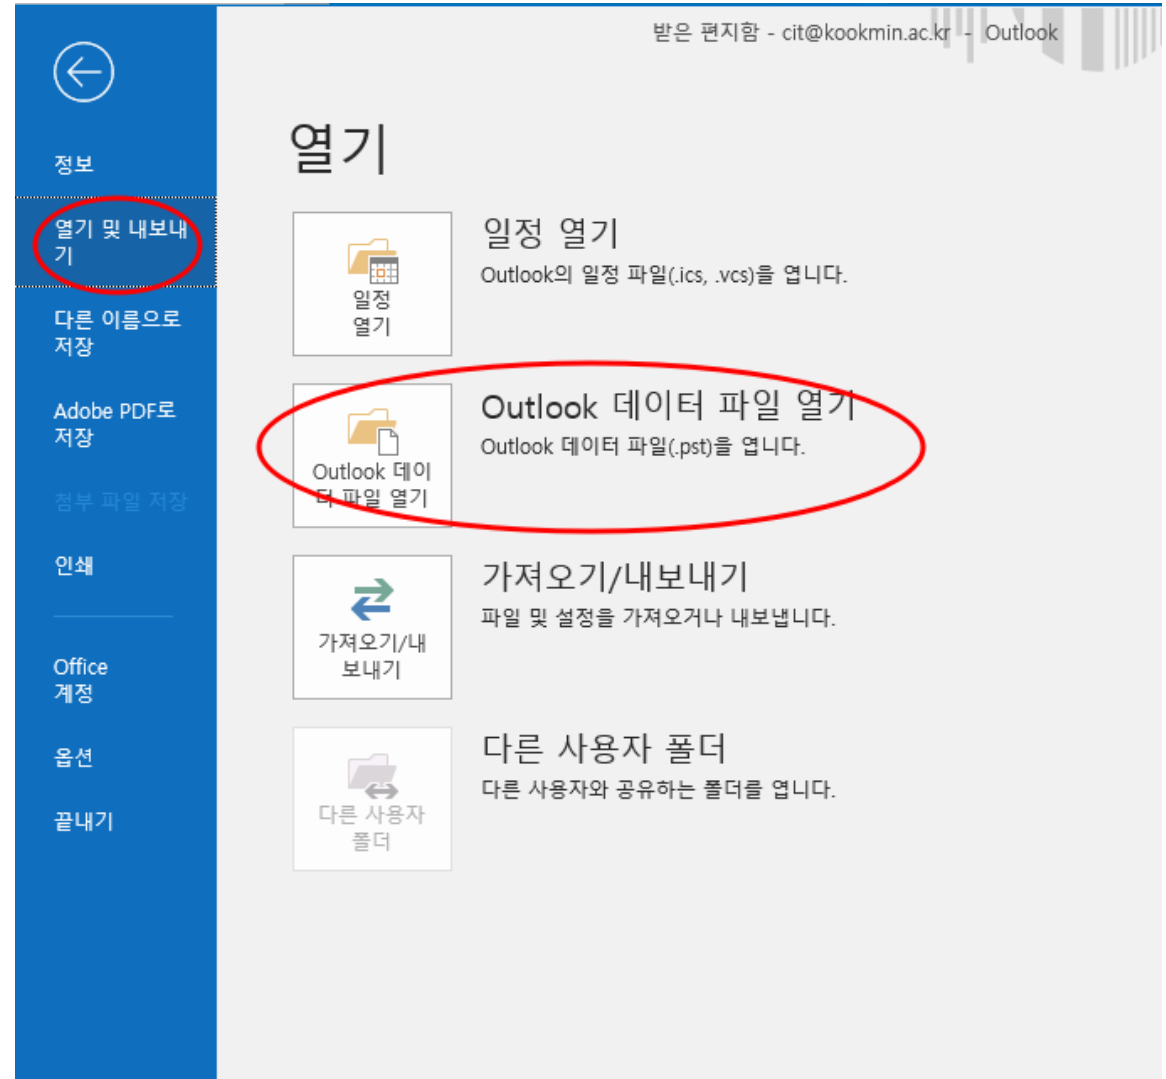 받은 편지함 - cit@kookmin.ac.kr - Outlook
정보
열기 및 내보내
기
다른 이름으로
저장
Adobe PDF로
저장
첨부 파일 저장
인쇄
Office
계정
옵션
끝내기
열기
일정
열기
일정 열기
Outlook의 일정 파일(.ics, .vcs)을 엽니다.
Outlook 데이
터 파일 열기
Outlook 데이터 파일 열기
Outlook 데이터 파일(.pst)을 엽니다.
가져오기/내
보내기
가져오기/내보내기
파일 및 설정을 가져오거나 내보냅니다.
다른 사용자
폴더
다른 사용자 폴더
다른 사용자와 공유하는 폴더를 엽니다.